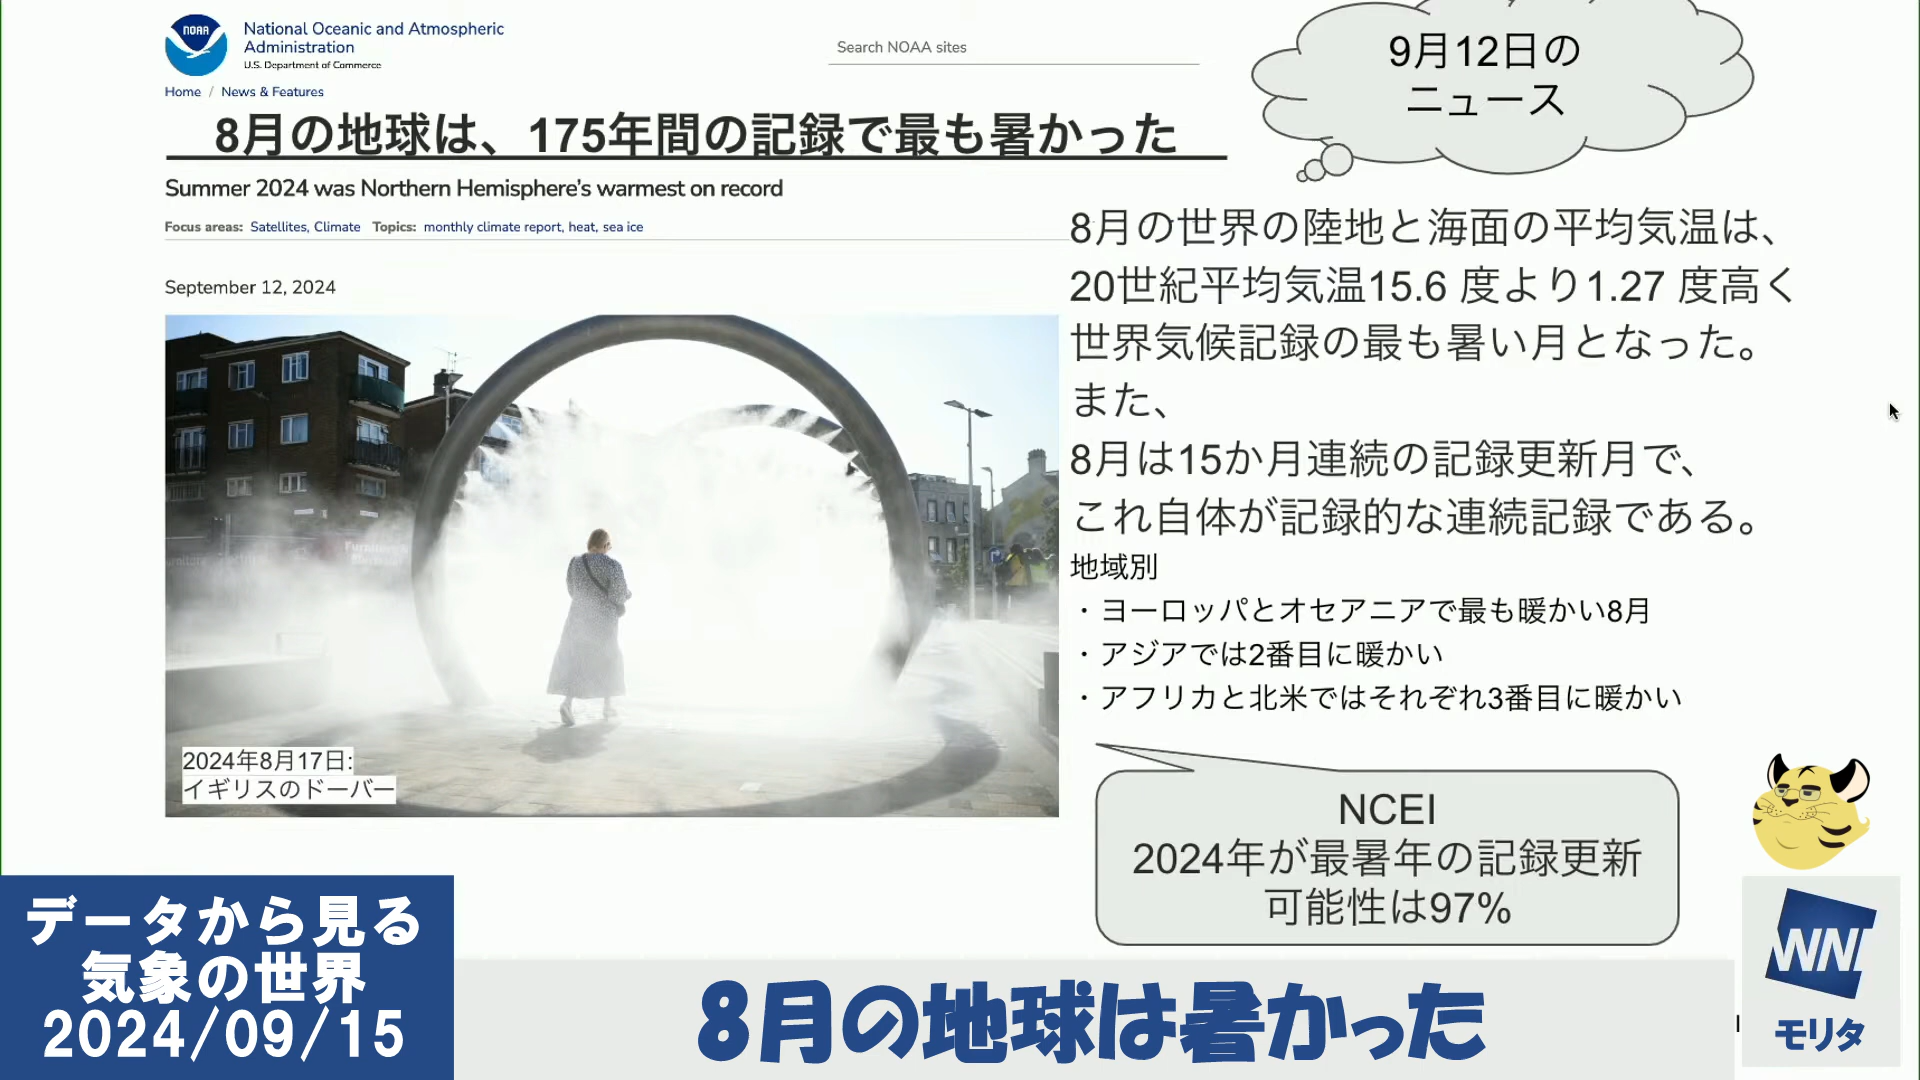 NOAA
National Oceanic and Atmospheric
Administration
U.S. Department of Commerce
Search NOAA sites
Home / News & Features
8月の地球は、175年間の記録で最も暑かった
Summer 2024 was Northern Hemisphere's warmest on record
Focus areas: Satellites, Climate Topics: monthly climate report, heat, sea ice
September 12, 2024
2024年8月17日:
イギリスのドーバー
9月12日の
ニュース
8月の世界の陸地と海面の平均気温は、
20世紀平均気温15.6 度より1.27 度高く
世界気候記録の最も暑い月となった。
また、
8月は15か月連続の記録更新月で、
これ自体が記録的な連続記録である。
地域別
・ヨーロッパとオセアニアで最も暖かい8月
・アジアでは2番目に暖かい
・アフリカと北米ではそれぞれ3番目に暖かい
NCEI
2024年が最暑年の記録更新
可能性は97%
データから見る
気象の世界
2024/09/15
8月の地球は暑かった
WNI
モリタ